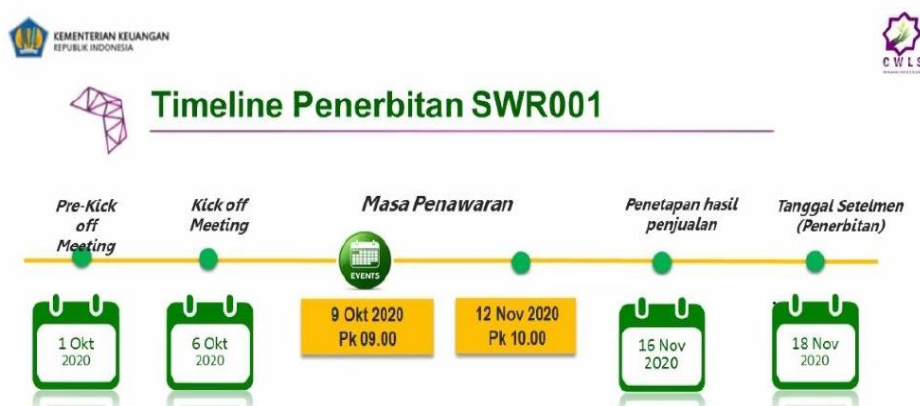 KEMENTERIAN KEUANGAN
REPUBLIK INDONESIA
CWLS
Timeline Penerbitan SWR001
Pre-Kick
off
Meeting
Kick off
Meeting
Masa Penawaran
Penetapan hasil
penjualan
Tanggal Setelmen
(Penerbitan)
EVENTS
1 Okt
2020
6 Okt
2020
9 Okt 2020
Pk 09.00
12 Nov 2020
Pk 10.00
16 Nov
2020
18 Nov
2020